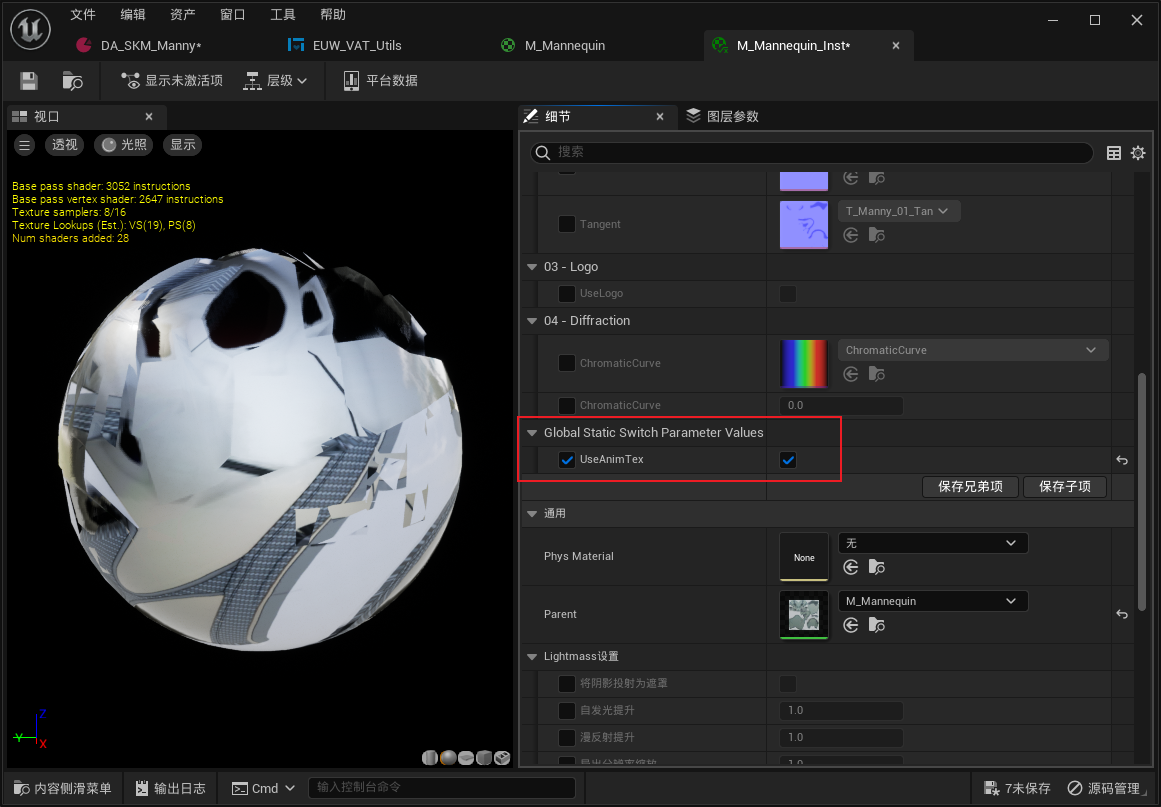 文件 编辑 资产 窗口 工具 帮助
DA_SKM_Manny* EUW_VAT_Utils M_Mannequin M_Mannequin_Inst*
显示未激活项 层级 平台数据
视口
透视 光照 显示
Base pass shader: 3052 instructions
Base pass vertex shader: 2647 instructions
Texture samplers: 8/16
Texture Lookups (Est.): VS(19), PS(8)
Num shaders added: 28
Z
Y
X
细节 图层参数
搜索
Tangent T_Manny_01_Tan
03 - Logo
UseLogo
04 - Diffraction
ChromaticCurve ChromaticCurve
ChromaticCurve 0.0
Global Static Switch Parameter Values
UseAnimTex
保存兄弟项 保存子项
通用
Phys Material None 无
Parent M_Mannequin
Lightmass设置
将阴影投射为遮罩
自发光提升 1.0
漫反射提升 1.0
导出分辨率缩放 1.0
内容侧滑菜单 输出日志 Cmd 输入控制台命令 7未保存 源码管理